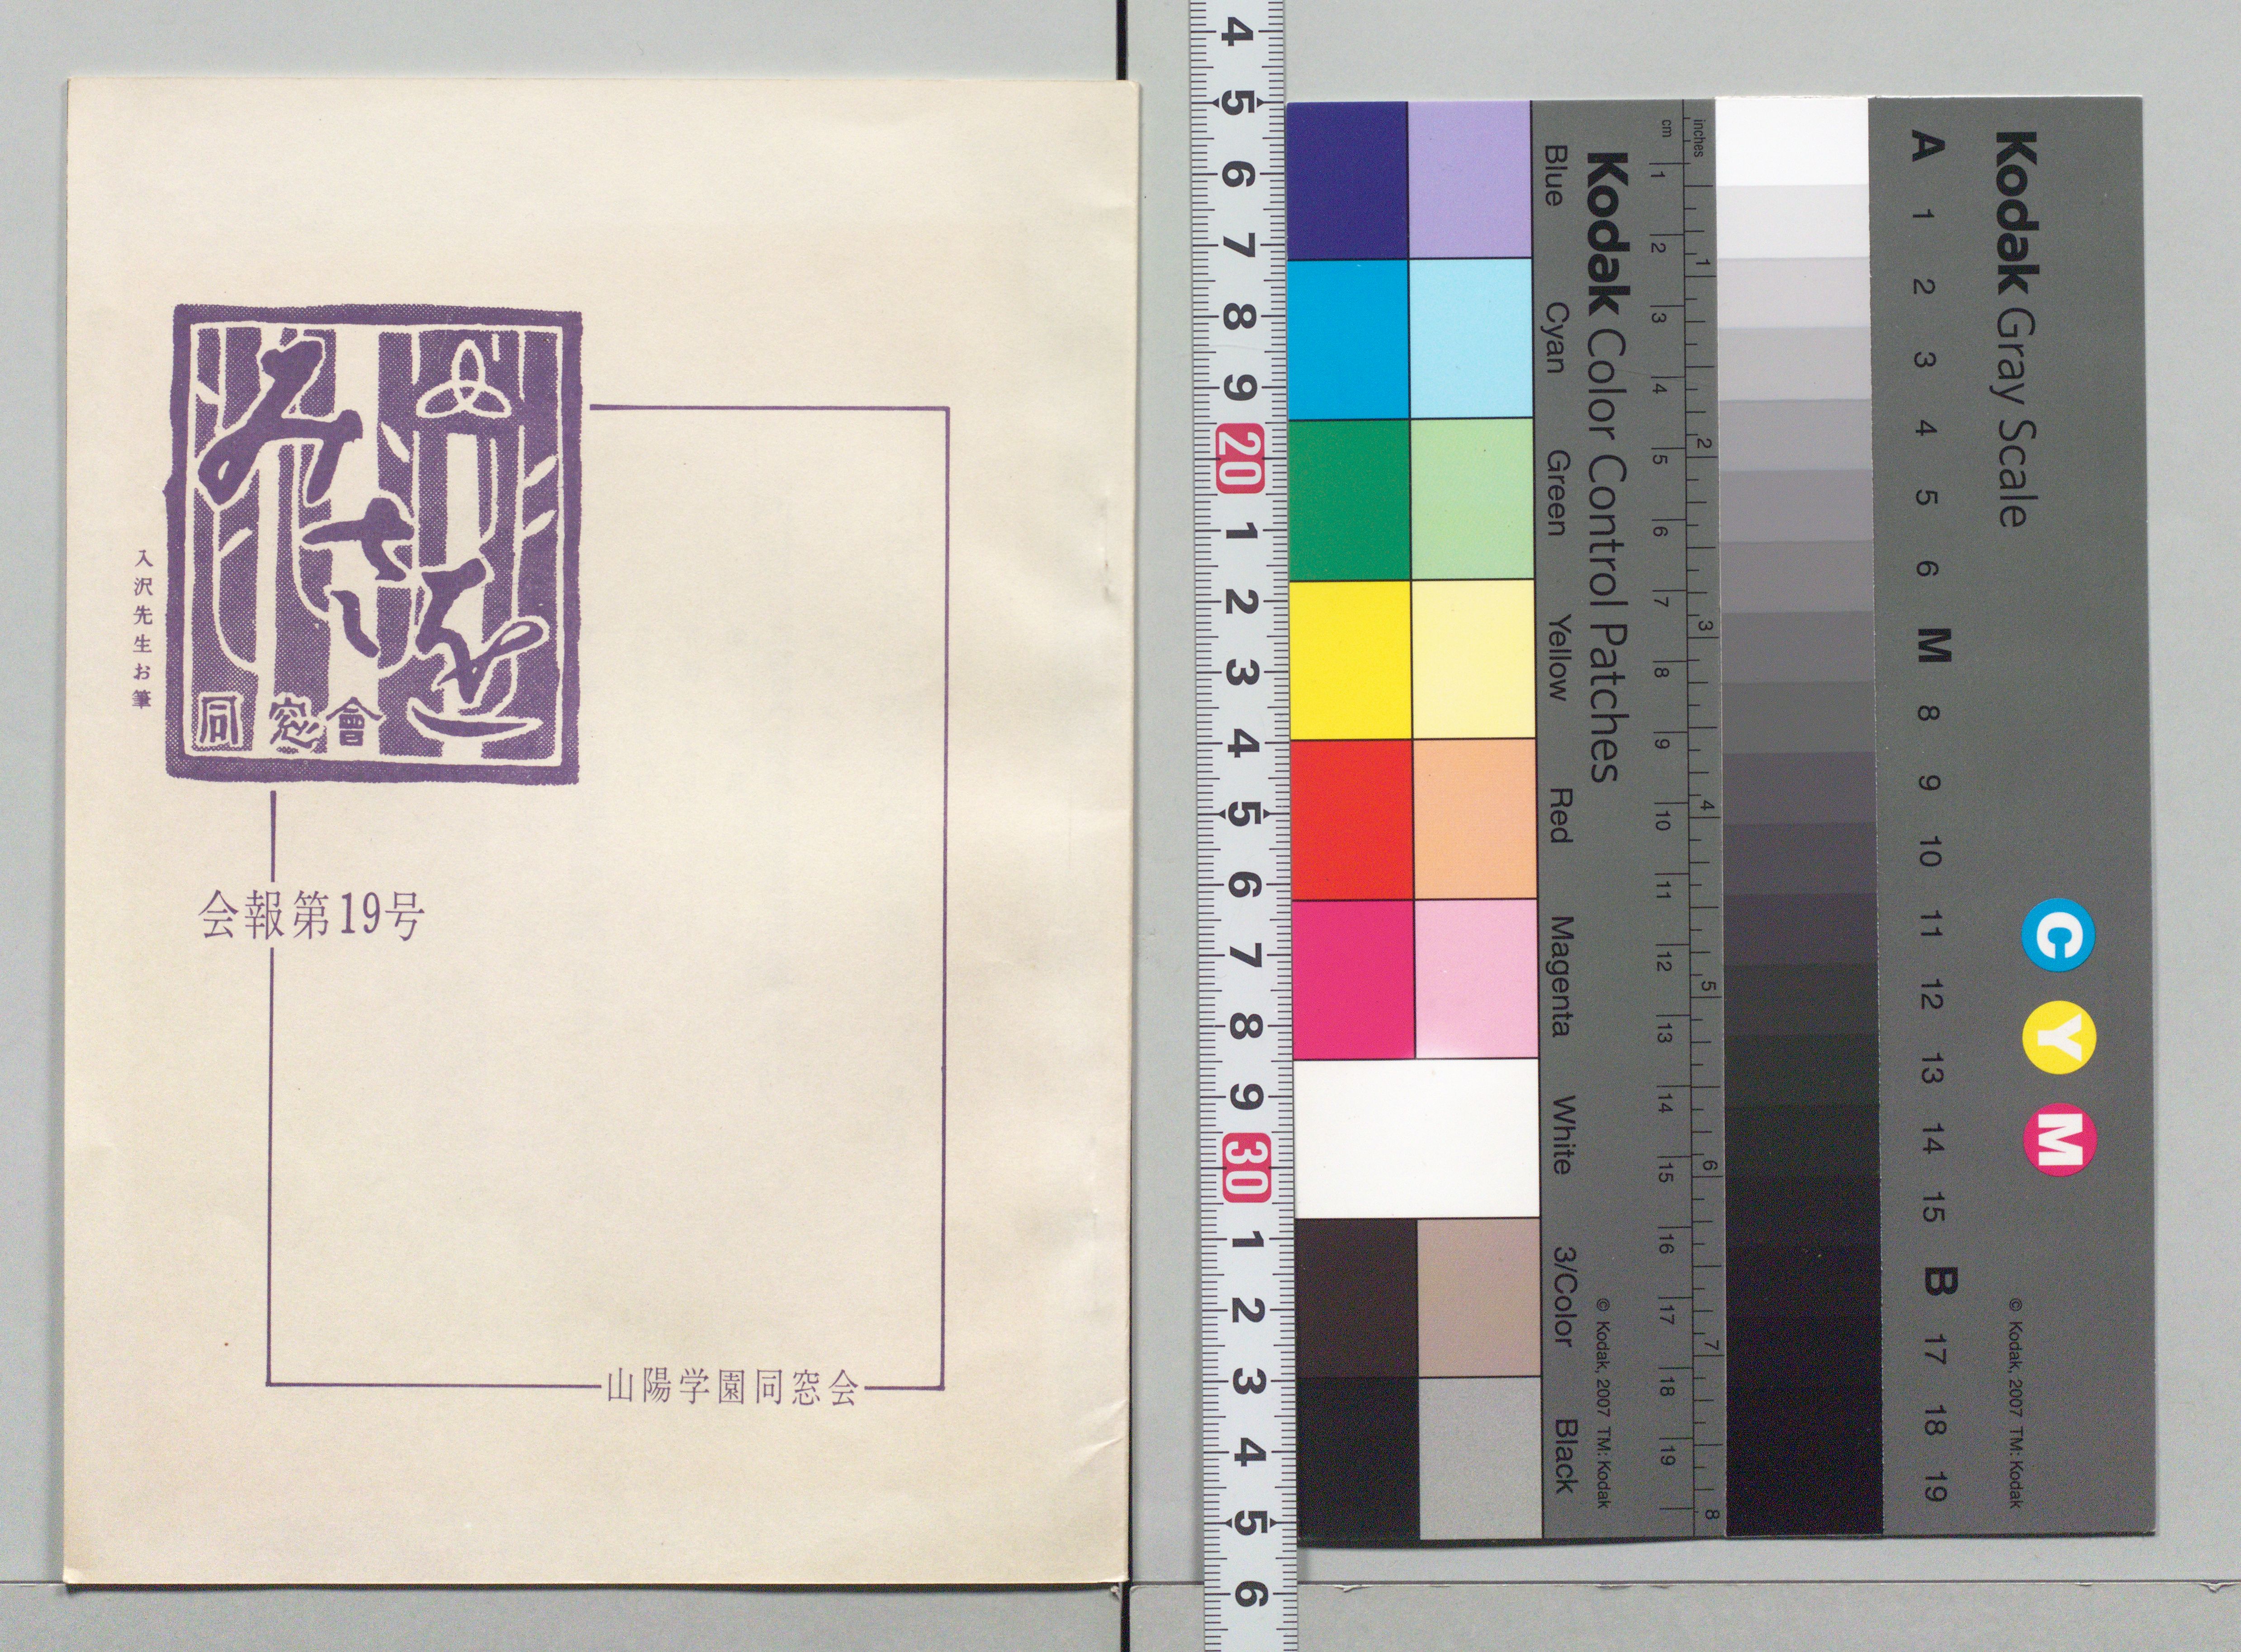 みさを
同窓會
入沢先生お筆
会報第19号
山陽学園同窓会
4 5 6 7 8 9 20 1 2 3 4 5 6 7 8 9 30 1 2 3 4 5 6
Blue Cyan Green Yellow Red Magenta White 3/Color Black
Kodak Color Control Patches
© Kodak, 2007 TM: Kodak
cm 1 2 3 4 5 6 7 8 9 10 11 12 13 14 15 16 17 18 19
inches 1 2 3 4 5 6 7 8
A 1 2 3 4 5 6 M 8 9 10 11 12 13 14 15 B 17 18 19
Kodak Gray Scale
C Y M
© Kodak, 2007 TM: Kodak